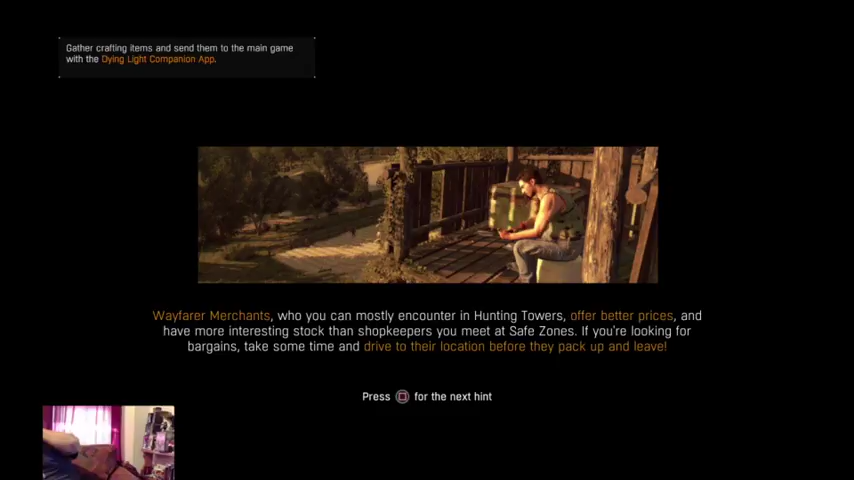 Gather crafting items and send them to the main game
with the Dying Light Companion App.
Wayfarer Merchants, who you can mostly encounter in Hunting Towers, offer better prices, and
have more interesting stock than shopkeepers you meet at Safe Zones. If you're looking for
bargains, take some time and drive to their location before they pack up and leave!
Press for the next hint